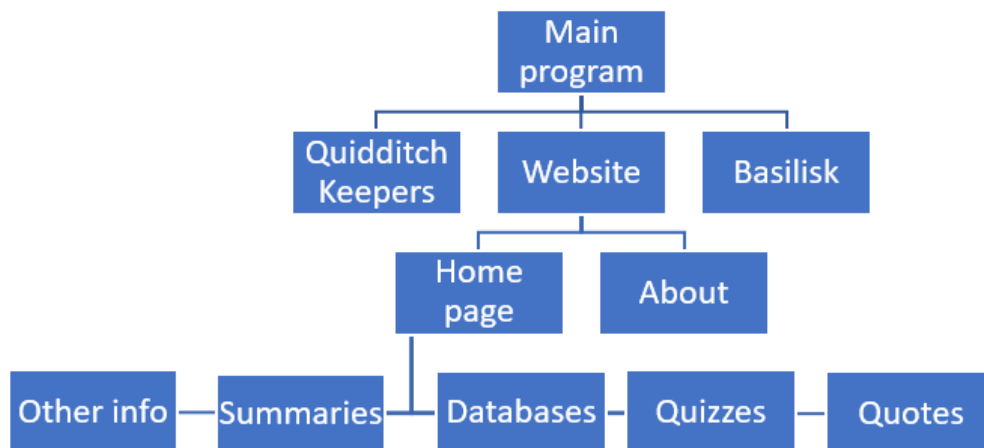 Main
program
Quidditch
Keepers
Website
Basilisk
Home
page
About
Other info
Summaries
Databases
Quizzes
Quotes